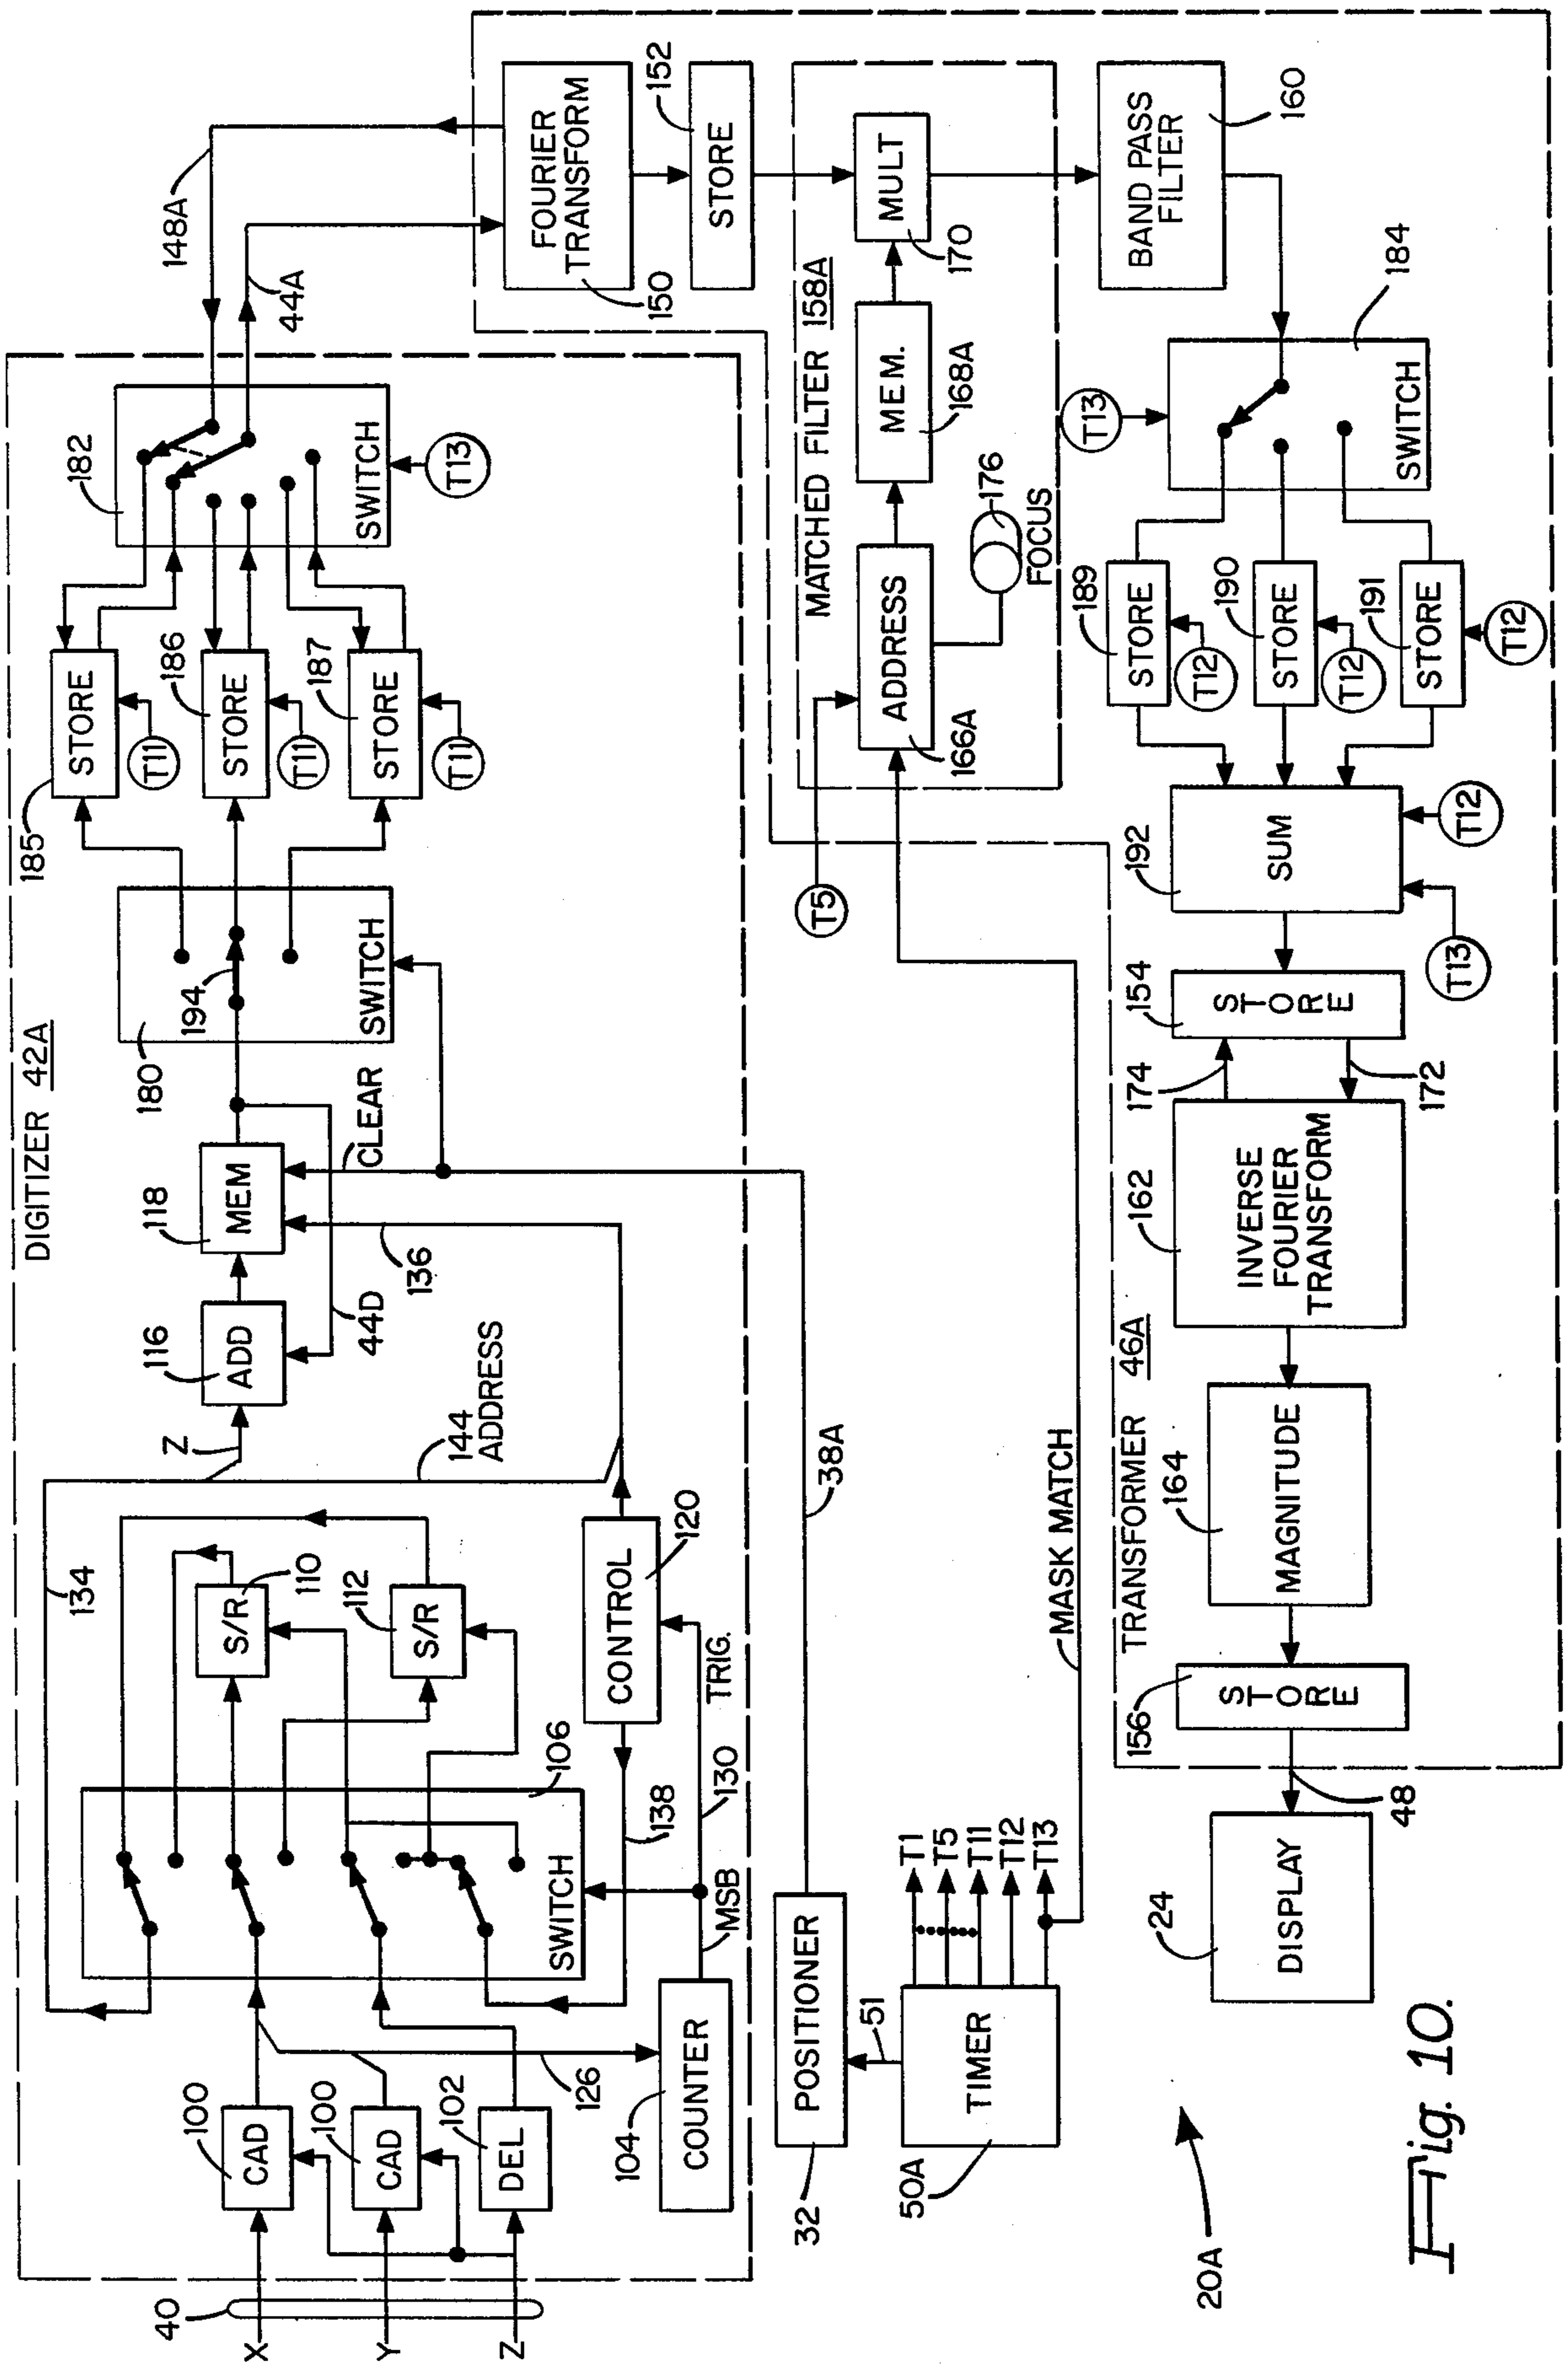 DIGITIZER 42A
40
X
Y
Z
100
CAD
100
CAD
102
DEL
126
104
COUNTER
MSB
130
TRIG.
138
SWITCH
106
134
110
S/R
112
S/R
CONTROL
120
144
ADDRESS
Z
116
ADD
44D
136
118
MEM
CLEAR
180
194
SWITCH
185
STORE
T11
186
STORE
T11
187
STORE
T11
182
SWITCH
T13
148A
44A
FOURIER
TRANSFORM
150
152
STORE
MATCHED FILTER 158A
MULT
170
MEM.
168A
ADDRESS
166A
176
FOCUS
T5
BAND PASS
FILTER
160
184
SWITCH
T13
189
STORE
T12
190
STORE
T12
191
STORE
T12
192
SUM
T12
T13
154
STORE
174
172
162
INVERSE
FOURIER
TRANSFORM
164
MAGNITUDE
156
STORE
TRANSFORMER 46A
48
24
DISPLAY
32
POSITIONER
38A
51
50A
TIMER
T1
T5
T11
T12
T13
MASK MATCH
20A
Fig. 10.